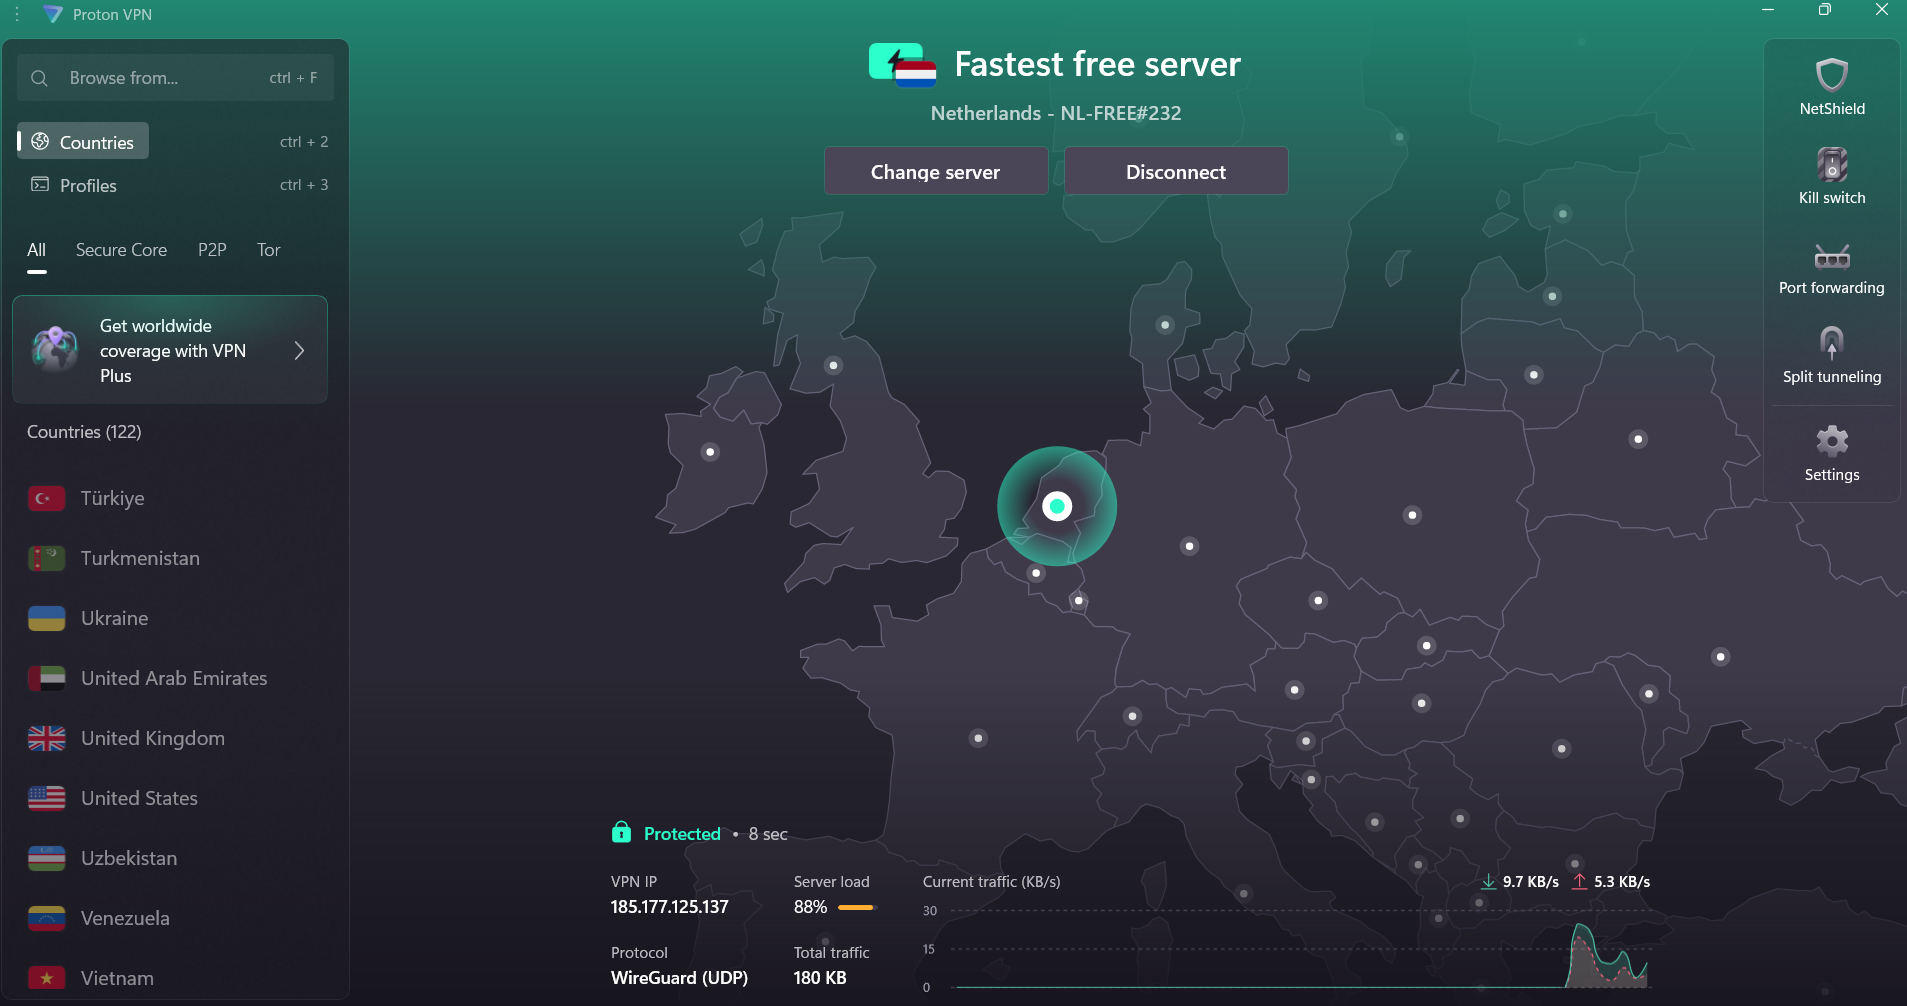 Proton VPN
Browse from...
ctrl + F
Countries
ctrl + 2
Profiles
ctrl + 3
All
Secure Core
P2P
Tor
Get worldwide
coverage with VPN
Plus
Countries (122)
Türkiye
Turkmenistan
Ukraine
United Arab Emirates
United Kingdom
United States
Uzbekistan
Venezuela
Vietnam
Fastest free server
Netherlands - NL-FREE#232
Change server
Disconnect
Protected • 8 sec
VPN IP
185.177.125.137
Server load
88%
Protocol
WireGuard (UDP)
Total traffic
180 KB
Current traffic (KB/s)
9.7 KB/s
5.3 KB/s
30
15
0
NetShield
Kill switch
Port forwarding
Split tunneling
Settings